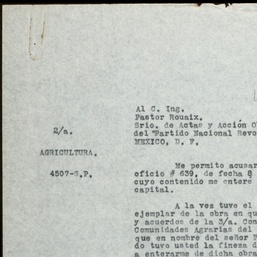 Al C. Ing.
Pastor Rouaix.
Srio. de Actas y Acción O
del "Partido Nacional Revo
MEXICO, D. F.
2/a.
AGRICULTURA.
4507-S.P.
Me permito acusar
oficio # 639, de fecha 8
cuyo contenido me entere
capital.
A la vez tuve el
ejemplar de la obra en qu
y acuerdos de la 3/a. Con
Comunidades Agrarias del
que en nombre del señor F
do tuvo usted la fineza d
a enterarme de dicha obra